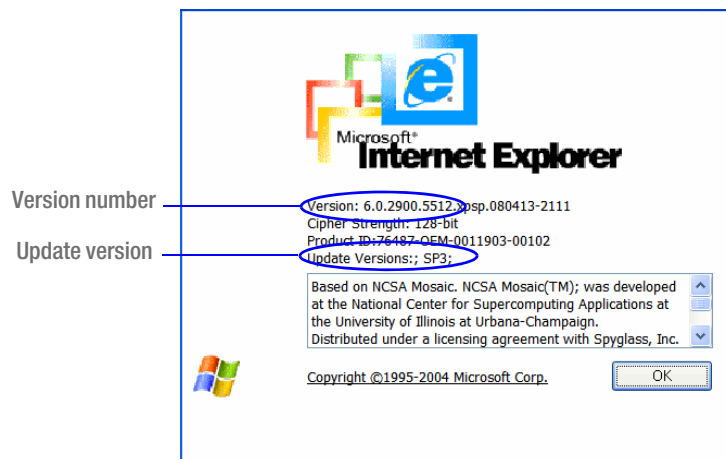 Microsoft®
Internet Explorer
Version number
Version: 6.0.2900.5512.xpsp.080413-2111
Cipher Strength: 128-bit
Product ID:76487-OEM-0011903-00102
Update version
Update Versions:; SP3;
Based on NCSA Mosaic. NCSA Mosaic(TM); was developed
at the National Center for Supercomputing Applications at
the University of Illinois at Urbana-Champaign.
Distributed under a licensing agreement with Spyglass, Inc.
Copyright ©1995-2004 Microsoft Corp.
OK